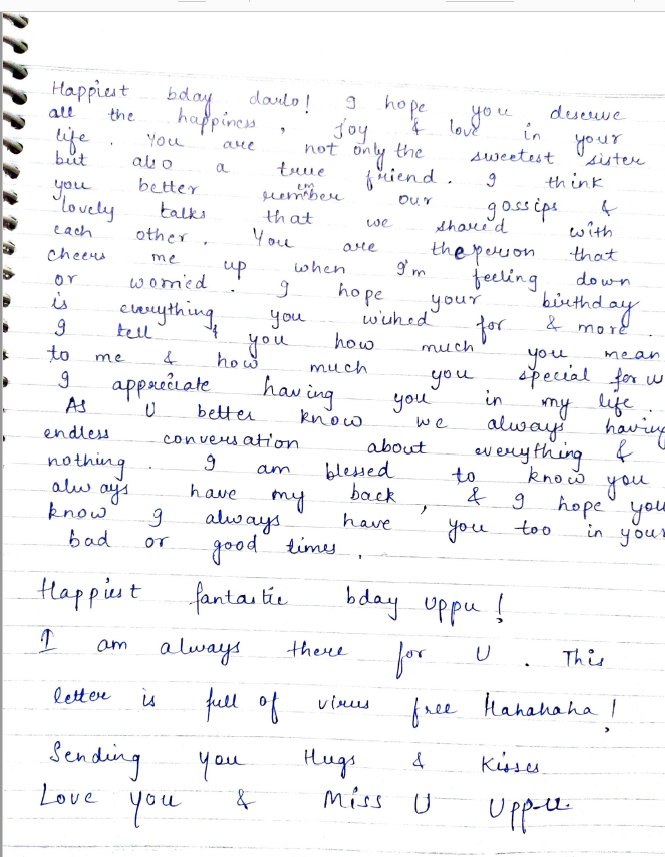 Happiest bday darlo! I hope you deserve
all the happiness, joy & love in your
life. You are not only the sweetest sister
but also a true friend. I think
you better remember our gossips &
lovely talks that we shared with
each other. You are the person that
cheers me up when I'm feeling down
or worried. I hope your birthday
is everything you wished for & more.
I tell you how much you mean
to me & how much you special for
I appreciate having you in my life.
As U better know we always having
endless conversation about everything &
nothing. I am blessed to know you
always have my back, & I hope you
know I always have you too in your
bad or good times.
Happiest fantastic bday Uppu!
I am always there for U. This
letter is full of virus free Hahahaha!
Sending you Hugs & Kisses
Love you & Miss U Uppu.